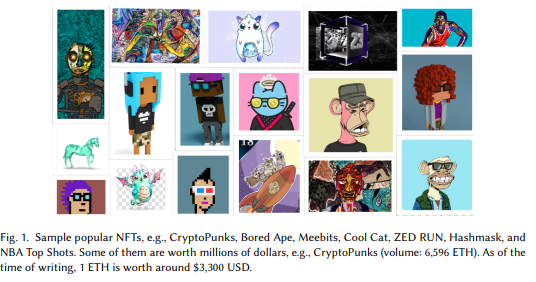 18
Fig. 1. Sample popular NFTs, e.g., CryptoPunks, Bored Ape, Meebits, Cool Cat, ZED RUN, Hashmask, and
NBA Top Shots. Some of them are worth millions of dollars, e.g., CryptoPunks (volume: 6,596 ETH). As of the
time of writing, 1 ETH is worth around $3,300 USD.